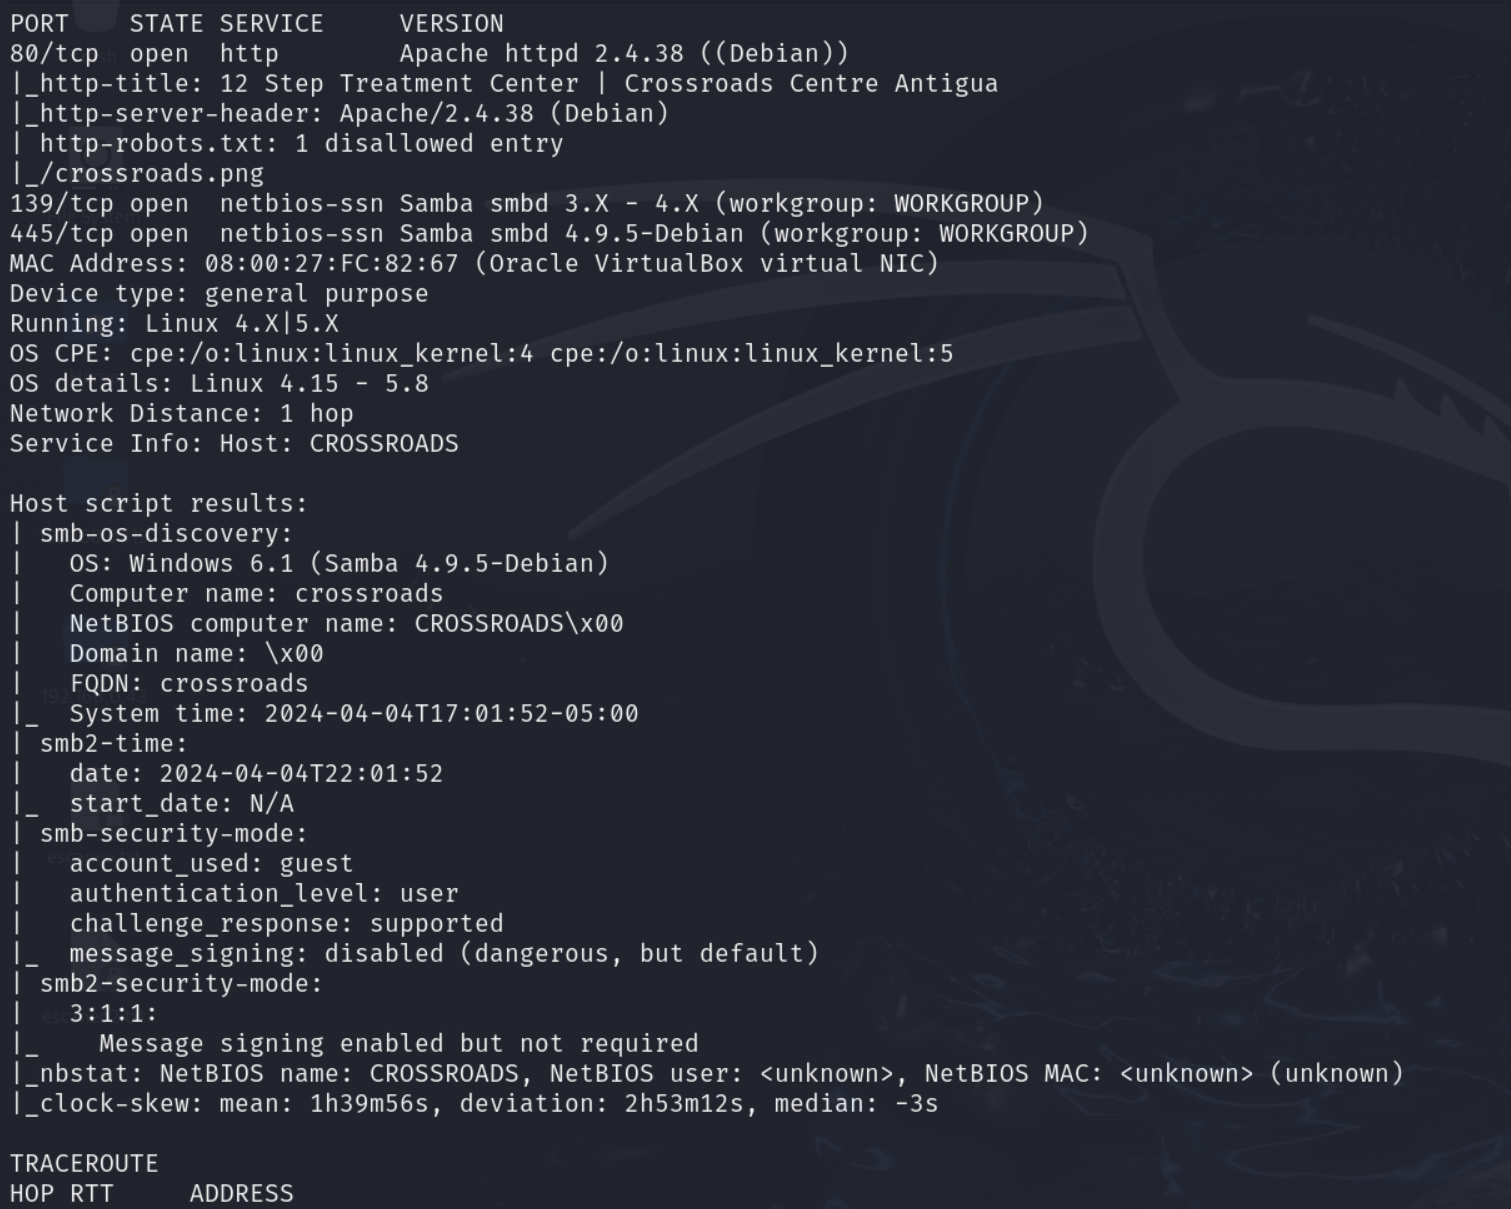 PORT    STATE SERVICE     VERSION
80/tcp  open  http        Apache httpd 2.4.38 ((Debian))
|_http-title: 12 Step Treatment Center | Crossroads Centre Antigua
|_http-server-header: Apache/2.4.38 (Debian)
| http-robots.txt: 1 disallowed entry
|_/crossroads.png
139/tcp open  netbios-ssn Samba smbd 3.X - 4.X (workgroup: WORKGROUP)
445/tcp open  netbios-ssn Samba smbd 4.9.5-Debian (workgroup: WORKGROUP)
MAC Address: 08:00:27:FC:82:67 (Oracle VirtualBox virtual NIC)
Device type: general purpose
Running: Linux 4.X|5.X
OS CPE: cpe:/o:linux:linux_kernel:4 cpe:/o:linux:linux_kernel:5
OS details: Linux 4.15 - 5.8
Network Distance: 1 hop
Service Info: Host: CROSSROADS

Host script results:
| smb-os-discovery:
|   OS: Windows 6.1 (Samba 4.9.5-Debian)
|   Computer name: crossroads
|   NetBIOS computer name: CROSSROADS\x00
|   Domain name: \x00
|   FQDN: crossroads
|_  System time: 2024-04-04T17:01:52-05:00
| smb2-time:
|   date: 2024-04-04T22:01:52
|_  start_date: N/A
| smb-security-mode:
|   account_used: guest
|   authentication_level: user
|   challenge_response: supported
|_  message_signing: disabled (dangerous, but default)
| smb2-security-mode:
|   3:1:1:
|_    Message signing enabled but not required
|_nbstat: NetBIOS name: CROSSROADS, NetBIOS user: <unknown>, NetBIOS MAC: <unknown> (unknown)
|_clock-skew: mean: 1h39m56s, deviation: 2h53m12s, median: -3s

TRACEROUTE
HOP RTT     ADDRESS